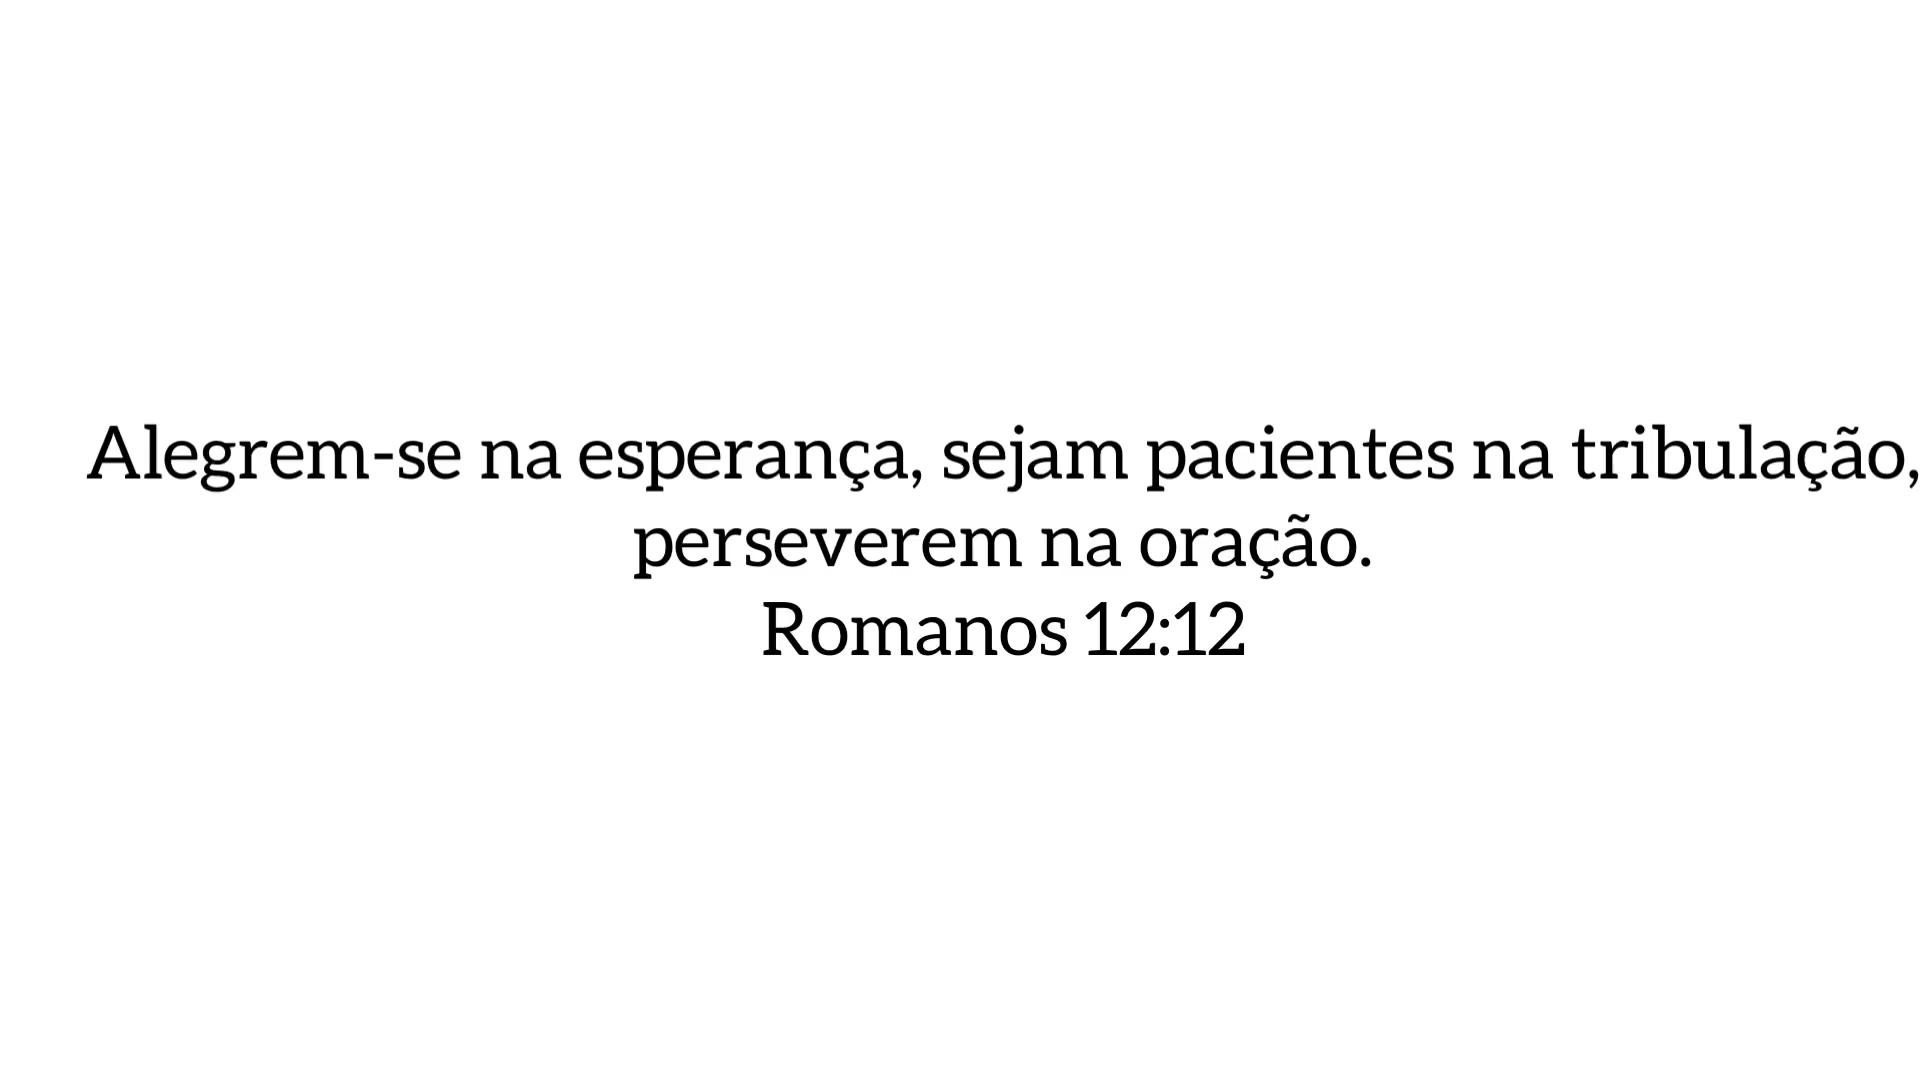 Alegrem-se na esperança, sejam pacientes na tribulação,
perseverem na oração.
Romanos 12:12